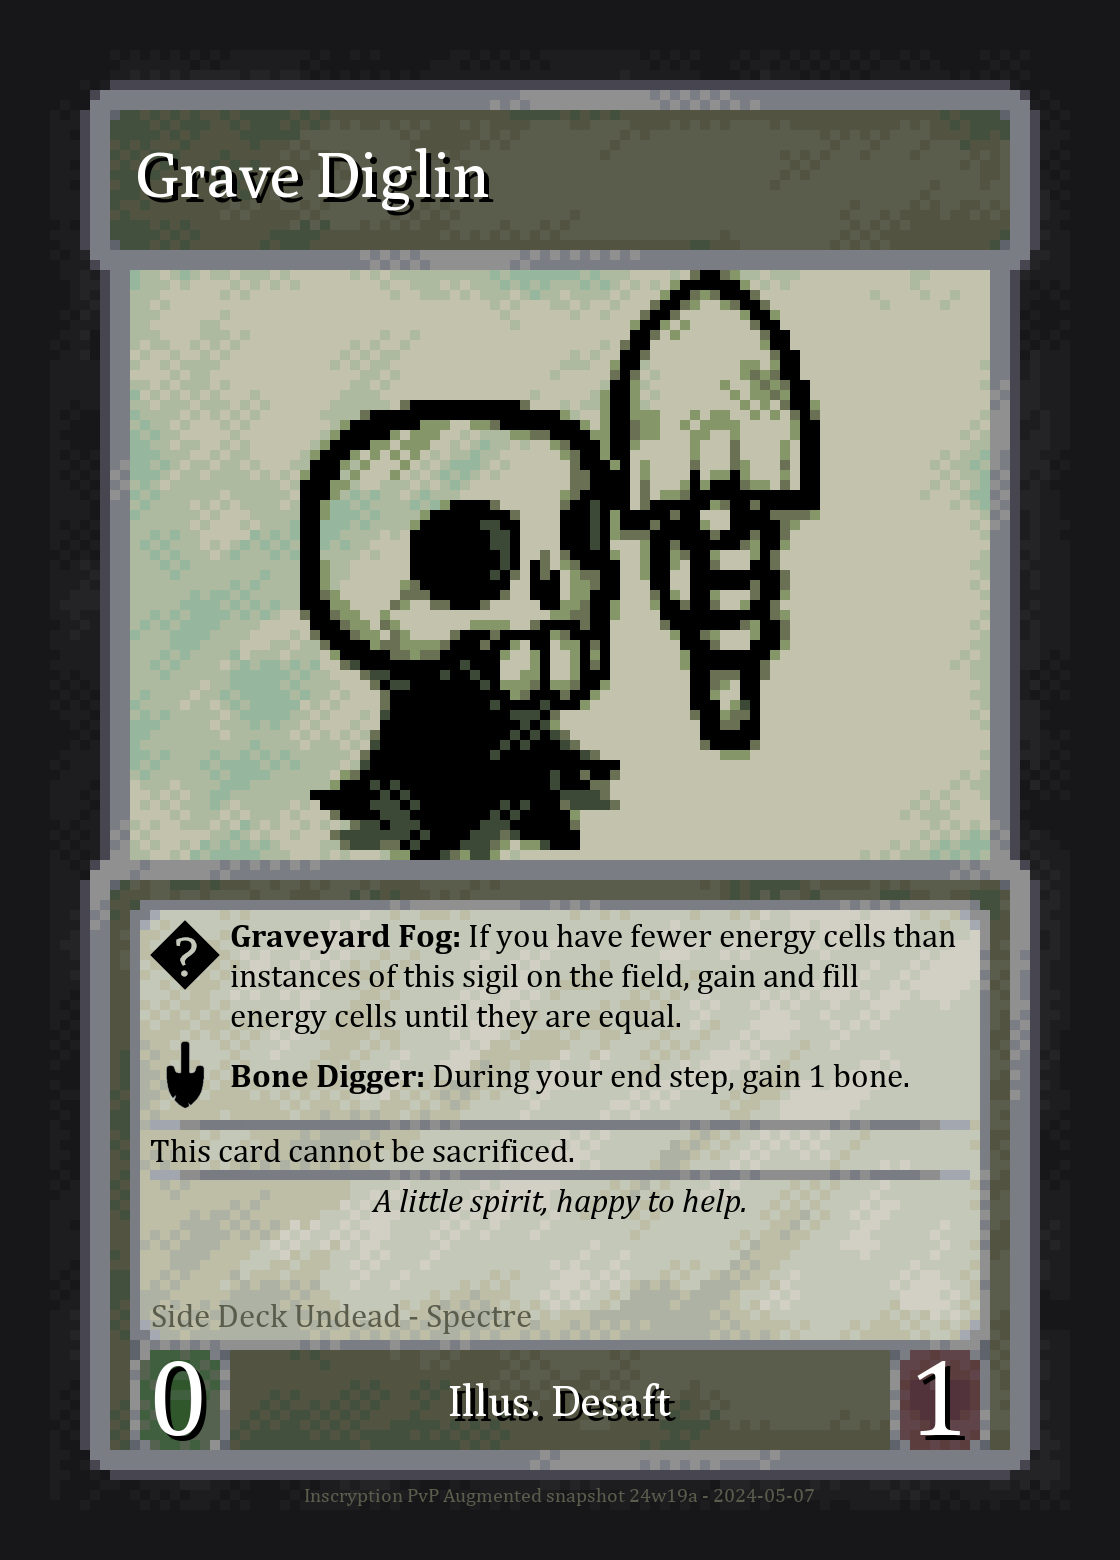 Grave Diglin
?
Graveyard Fog: If you have fewer energy cells than
instances of this sigil on the field, gain and fill
energy cells until they are equal.
Bone Digger: During your end step, gain 1 bone.
This card cannot be sacrificed.
A little spirit, happy to help.
Side Deck Undead - Spectre
0
Illus. Desaft
1
Inscryption PvP Augmented snapshot 24w19a - 2024-05-07